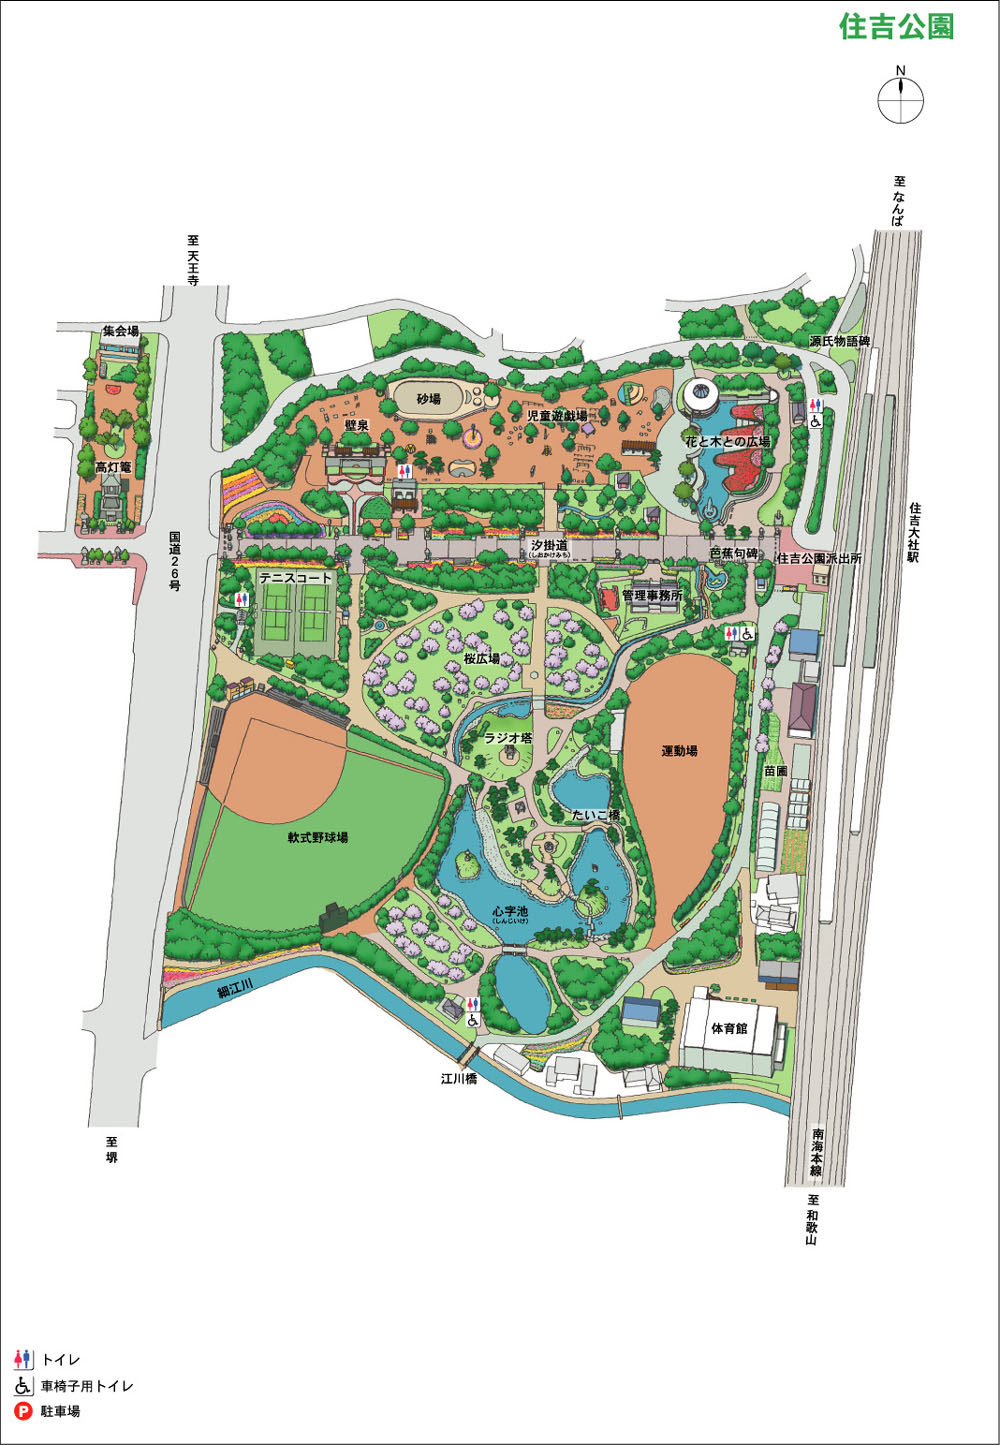 住吉公園
N
至なんば
至天王寺
集会場
源氏物語碑
砂場
児童遊戯場
壁泉
花と木との広場
高灯篭
住吉大社駅
国道26号
汐掛道
(しおかけみち)
芭蕉句碑
住吉公園派出所
テニスコート
管理事務所
桜広場
ラジオ塔
運動場
苗圃
たいこ橋
軟式野球場
心字池
(しんじいけ)
細江川
体育館
江川橋
至堺
南海本線
至和歌山
トイレ
車椅子用トイレ
P 駐車場